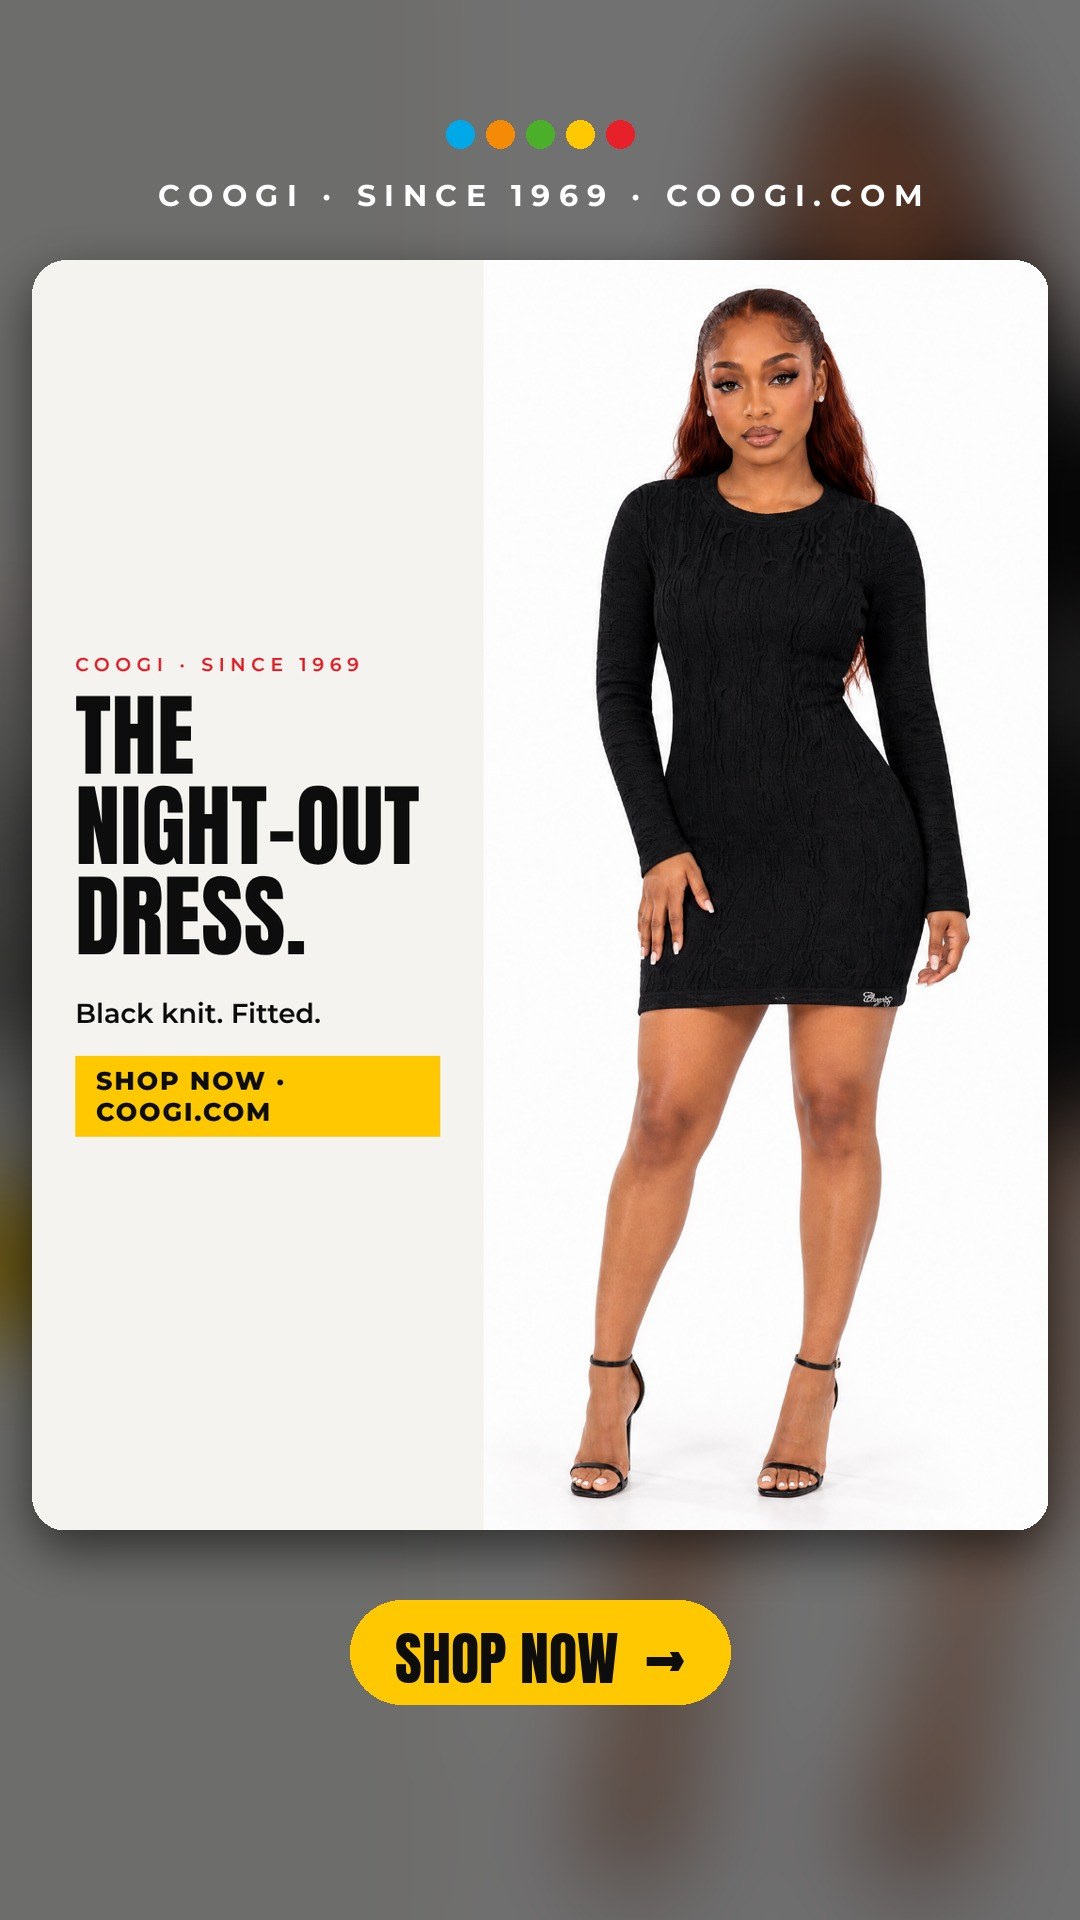 COOGI · SINCE 1969 · COOGI.COM
COOGI · SINCE 1969
THE
NIGHT-OUT
DRESS.
Black knit. Fitted.
SHOP NOW ·
COOGI.COM
SHOP NOW →